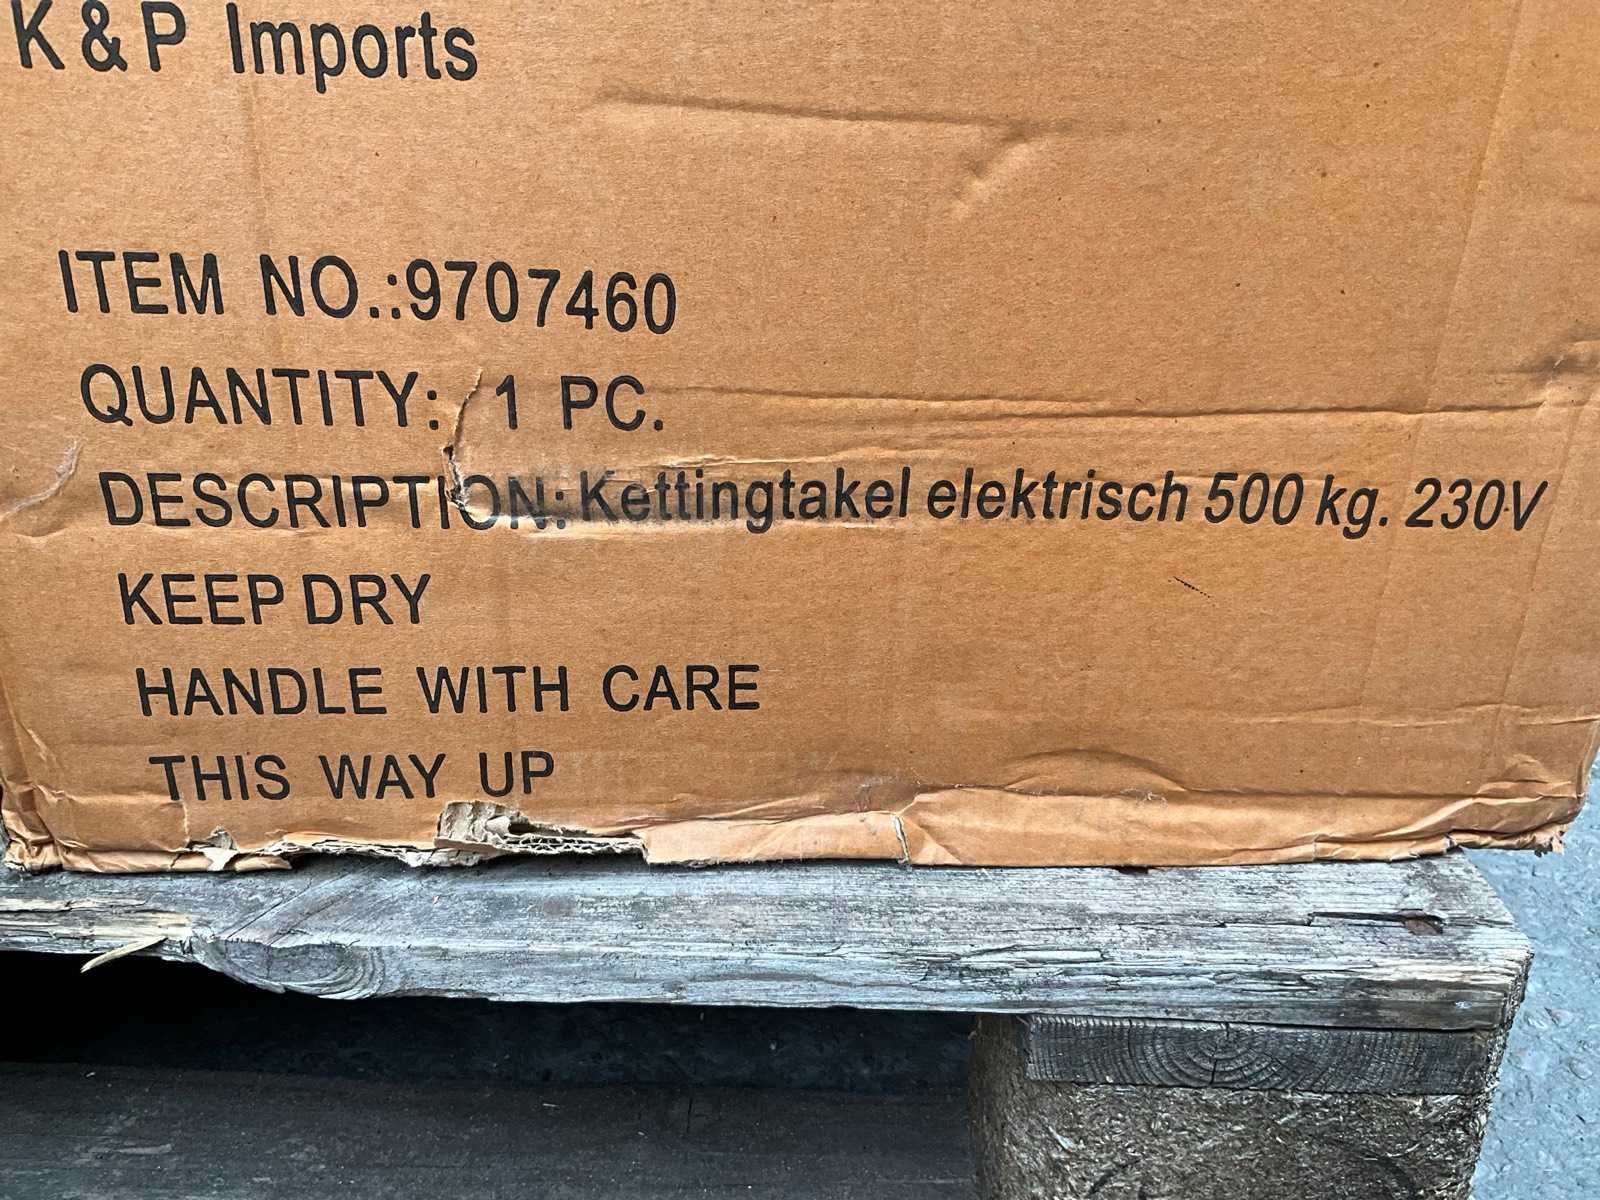 K & P Imports
ITEM NO.:9707460
QUANTITY: 1 PC.
DESCRIPTION: Kettingtakel elektrisch 500 kg. 230V
KEEP DRY
HANDLE WITH CARE
THIS WAY UP